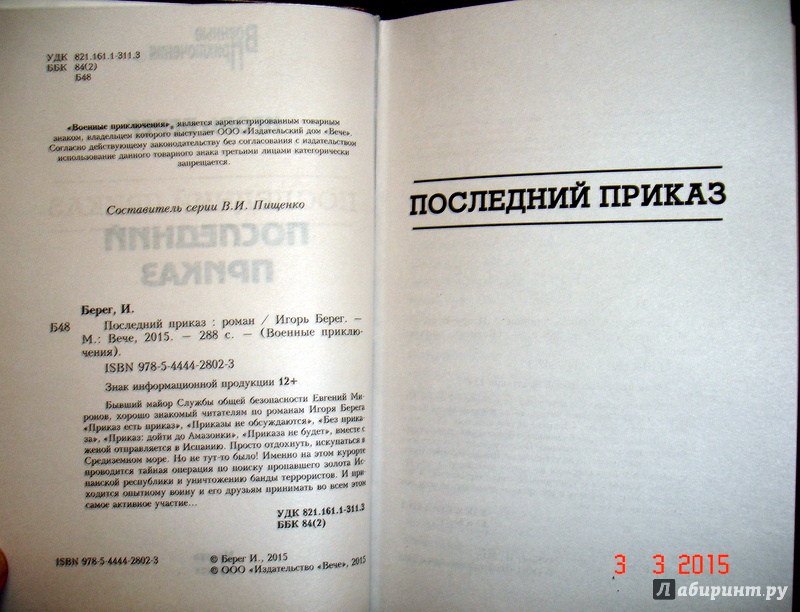 УДК 821.161.1-311.3
ББК 84(2)
Б48
«Военные приключения»® является зарегистрированным товарным
знаком, владельцем которого выступает ООО «Издательский дом «Вече».
Согласно действующему законодательству без согласования с издательством
использование данного товарного знака третьими лицами категорически
запрещается.
Составитель серии В.И. Пищенко
Берег, И.
Б48 Последний приказ : роман / Игорь Берег. –
М.: Вече, 2015. – 288 с. – (Военные приклю-
чения).
ISBN 978-5-4444-2802-3
Знак информационной продукции 12+
Бывший майор Службы общей безопасности Евгений Ми-
ронов, хорошо знакомый читателям по романам Игоря Берега
«Приказ есть приказ», «Приказы не обсуждаются», «Без прика-
за», «Приказ: дойти до Амазонки», «Приказа не будет», вместе с
женой отправляется в Испанию. Просто отдохнуть, искупаться в
Средиземном море. Но не тут-то было! Именно на этом курорте
проводится тайная операция по поиску пропавшего золота Ис-
панской республики и уничтожению банды террористов. И при-
ходится опытному воину и его друзьям принимать во всем этом
самое активное участие...
УДК 821.161.1-311.3
ББК 84(2)
ISBN 978-5-4444-2802-3
© Берег И., 2015
© ООО «Издательство «Вече», 2015
ПОСЛЕДНИЙ ПРИКАЗ
3 3 2015
Лабиринт.ру